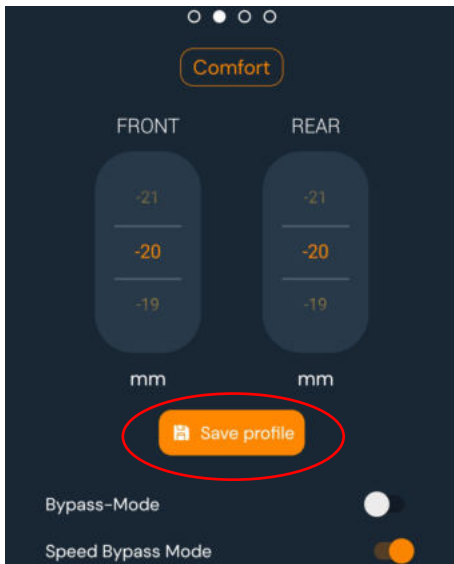 Comfort
FRONT REAR
-21 -21
-20 -20
-19 -19
mm mm
Save profile
Bypass-Mode
Speed Bypass Mode